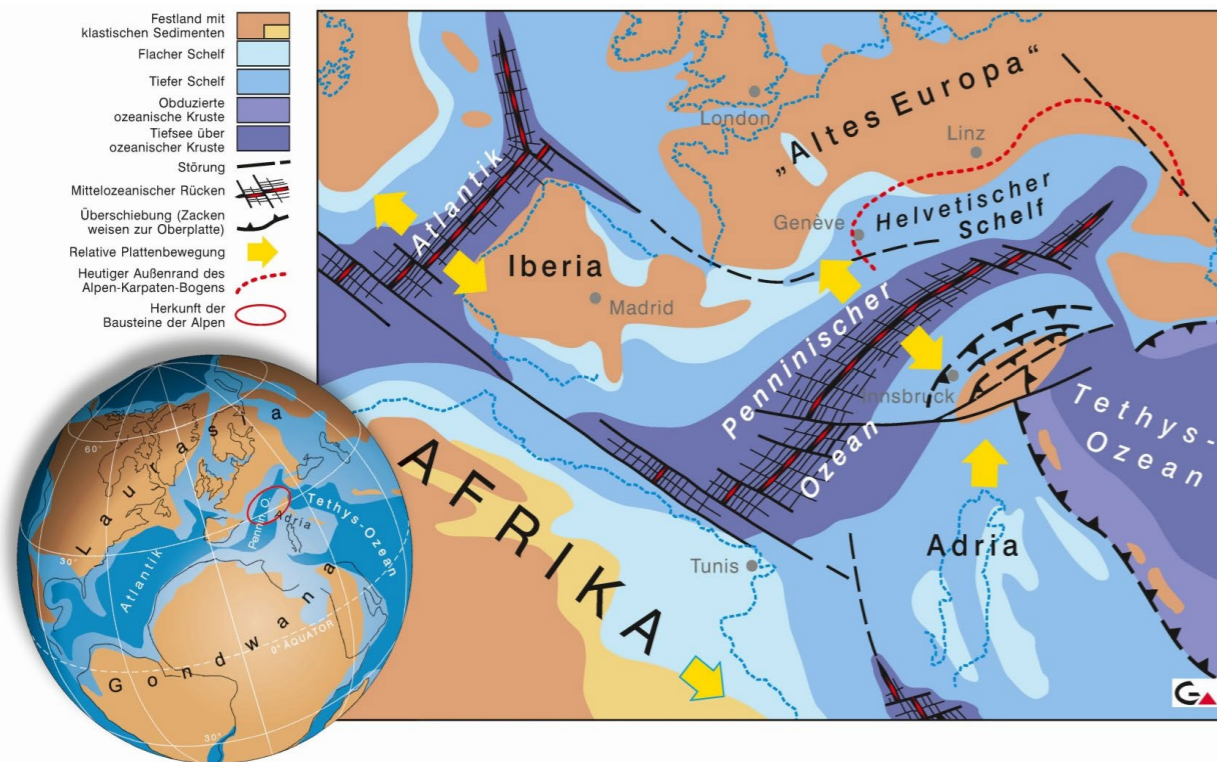 Festland mit
klastischen Sedimenten
Flacher Schelf
Tiefer Schelf
Obduzierte
ozeanische Kruste
Tiefsee über
ozeanischer Kruste
Störung
Mittelozeanischer Rücken
Überschiebung (Zacken
weisen zur Oberplatte)
Relative Plattenbewegung
Heutiger Außenrand des
Alpen-Karpaten-Bogens
Herkunft der
Bausteine der Alpen
London
„Altes Europa“
Linz
Atlantik
Genève
Helvetischer
Schelf
Iberia
Madrid
Penninischer
Ozean
Innsbruck
Tethys-
Ozean
AFRIKA
Tunis
Adria
60°
Laurasia
Tethys-Ozean
Pennin. O.
Adria
30°
Atlantik
Gondwana
0° ÄQUATOR
30°